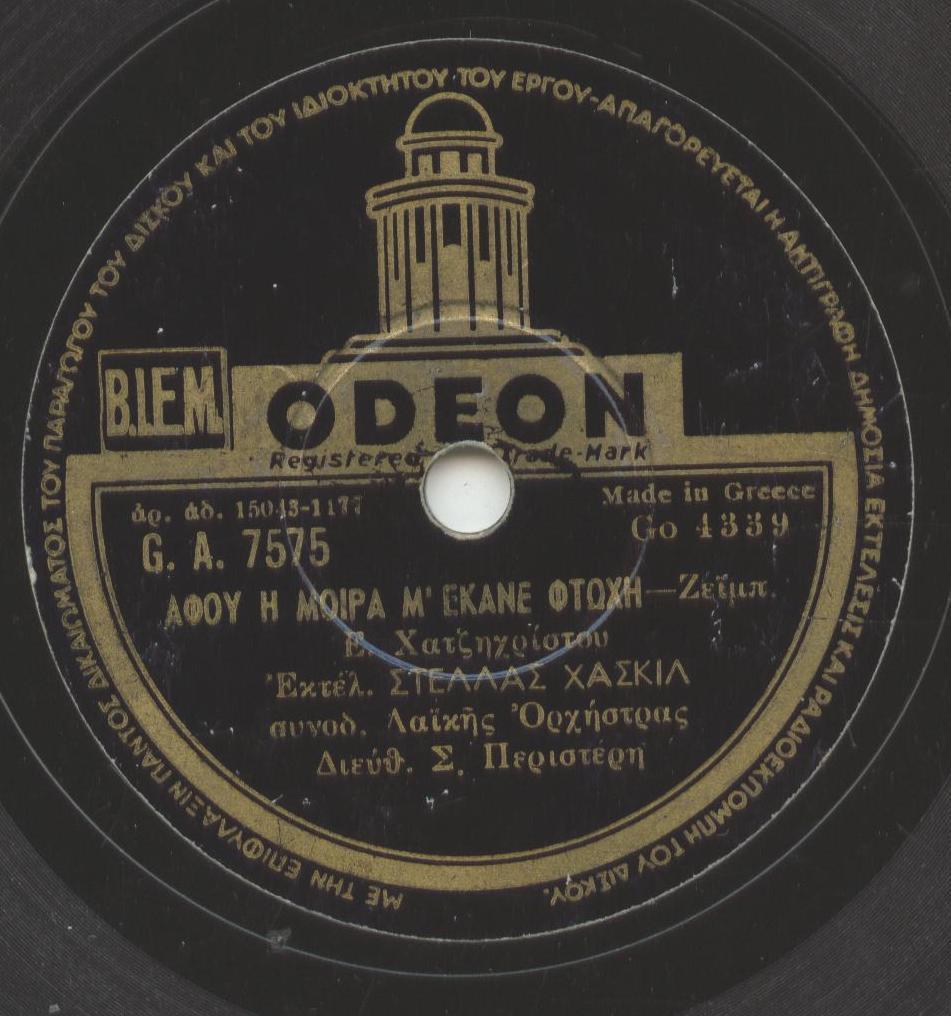 ΜΕ ΤΗΝ ΕΠΙΦΥΛΑΞΙΝ ΠΑΝΤΟΣ ΔΙΚΑΙΩΜΑΤΟΣ ΤΟΥ ΠΑΡΑΓΩΓΟΥ ΤΟΥ ΔΙΣΚΟΥ ΚΑΙ ΤΟΥ ΙΔΙΟΚΤΗΤΟΥ ΤΟΥ ΕΡΓΟΥ-ΑΠΑΓΟΡΕΥΕΤΑΙ Η ΑΝΤΙΓΡΑΦΗ ΔΗΜΟΣΙΑ ΕΚΤΕΛΕΣΙΣ ΚΑΙ ΡΑΔΙΟΕΚΠΟΜΠΗ ΤΟΥ ΔΙΣΚΟΥ.
B.I.E.M.
ODEON
Registered Trade-Mark
ἀρ. ἀδ. Made in Greece
G. A. 7575 Go 4339
ΑΦΟΥ Η ΜΟΙΡΑ Μ' ΕΚΑΝΕ ΦΤΩΧΗ—Ζεϊμπ.
Ε. Χατζηχρίστου
Ἐκτέλ. ΣΤΕΛΛΑΣ ΧΑΣΚΙΛ
συνοδ. Λαϊκῆς Ὀρχήστρας
Διεύθ. Σ. Περιστέρη